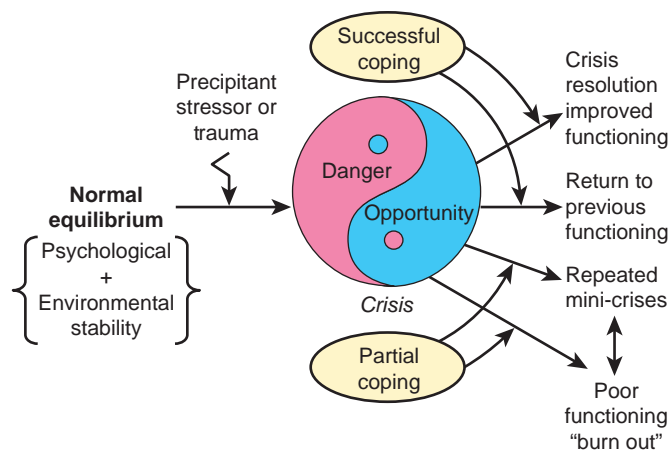 Successful
coping
Crisis
resolution
improved
functioning
Precipitant
stressor or
trauma
Danger
Normal
equilibrium
Opportunity
Return to
previous
functioning
Psychological
+
Environmental
stability
Crisis
Repeated
mini-crises
Partial
coping
Poor
functioning
“burn out”